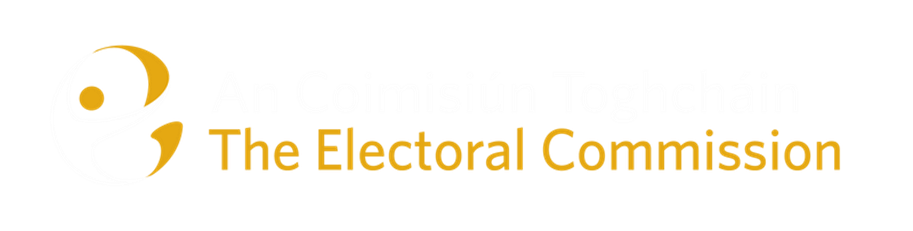 An Coimisiún Toghcháin
The Electoral Commission